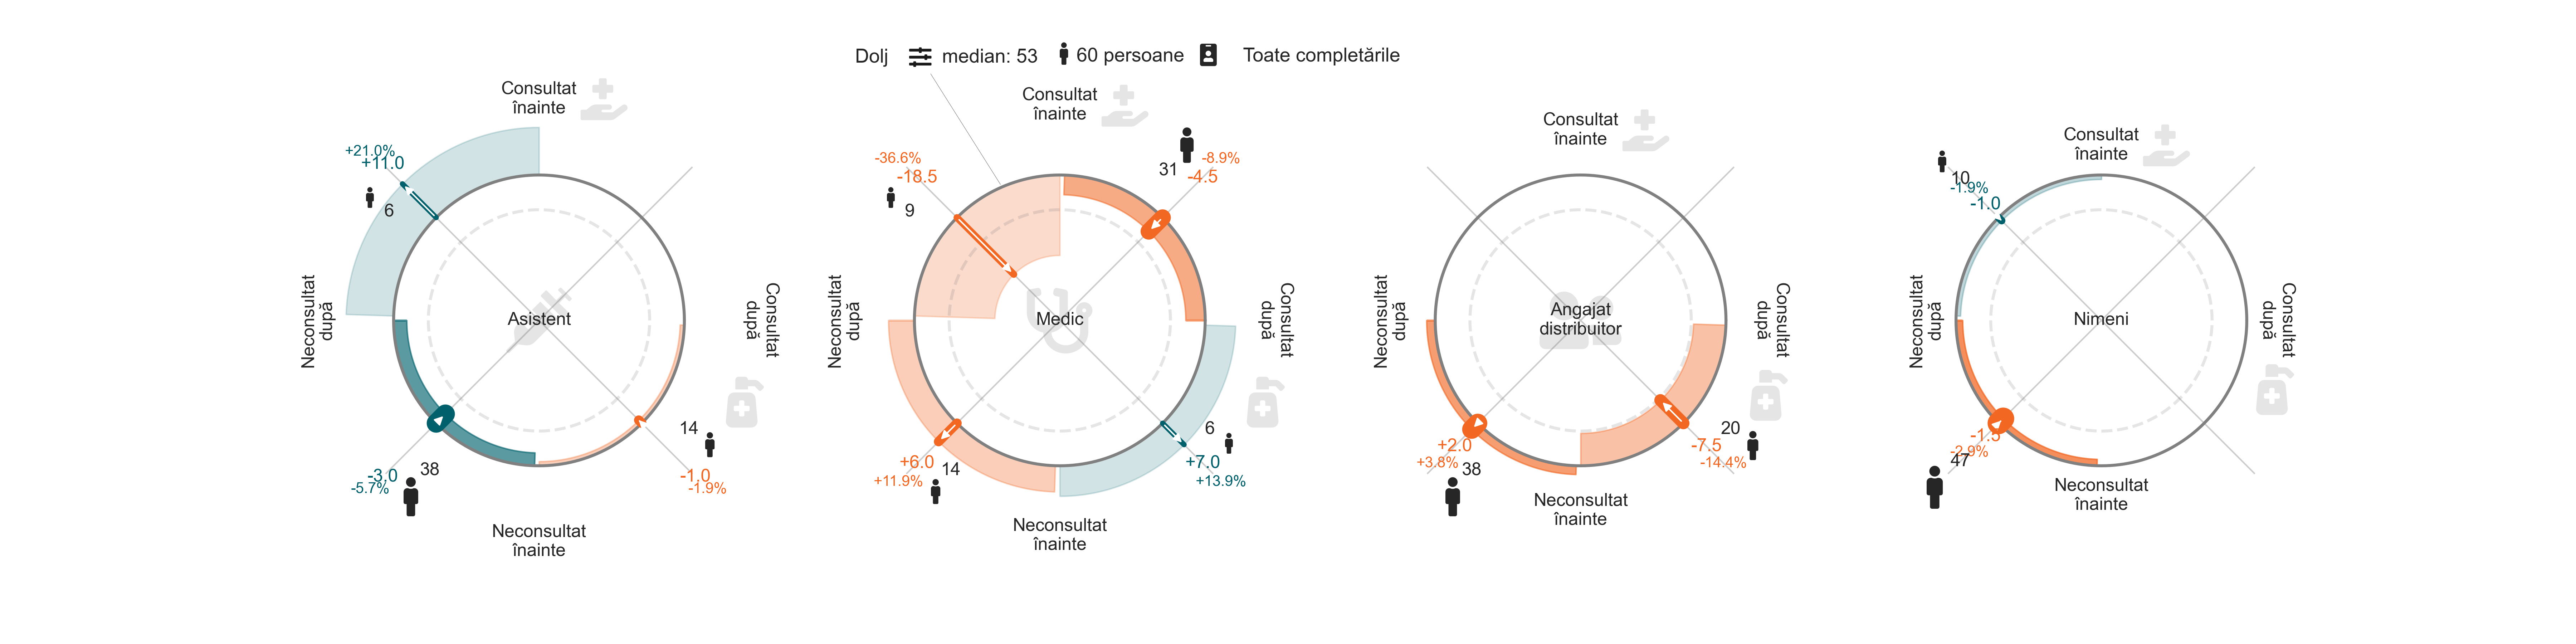 Dolj median: 53 60 persoane Toate completările
Consultat
înainte
+21.0%
+11.0
6
Neconsultat
după
Asistent
Consultat
după
-3.0
-5.7%
38
14
-1.0
-1.9%
Neconsultat
înainte
Consultat
înainte
-36.6%
-18.5
9
31
-8.9%
-4.5
Neconsultat
după
Medic
Consultat
după
+6.0
+11.9%
14
6
+7.0
+13.9%
Neconsultat
înainte
Consultat
înainte
Neconsultat
după
Angajat
distribuitor
Consultat
după
+2.0
+3.8%
38
20
-7.5
-14.4%
Neconsultat
înainte
Consultat
înainte
10
-1.9%
-1.0
Neconsultat
după
Nimeni
Consultat
după
-1.5
-2.9%
47
Neconsultat
înainte